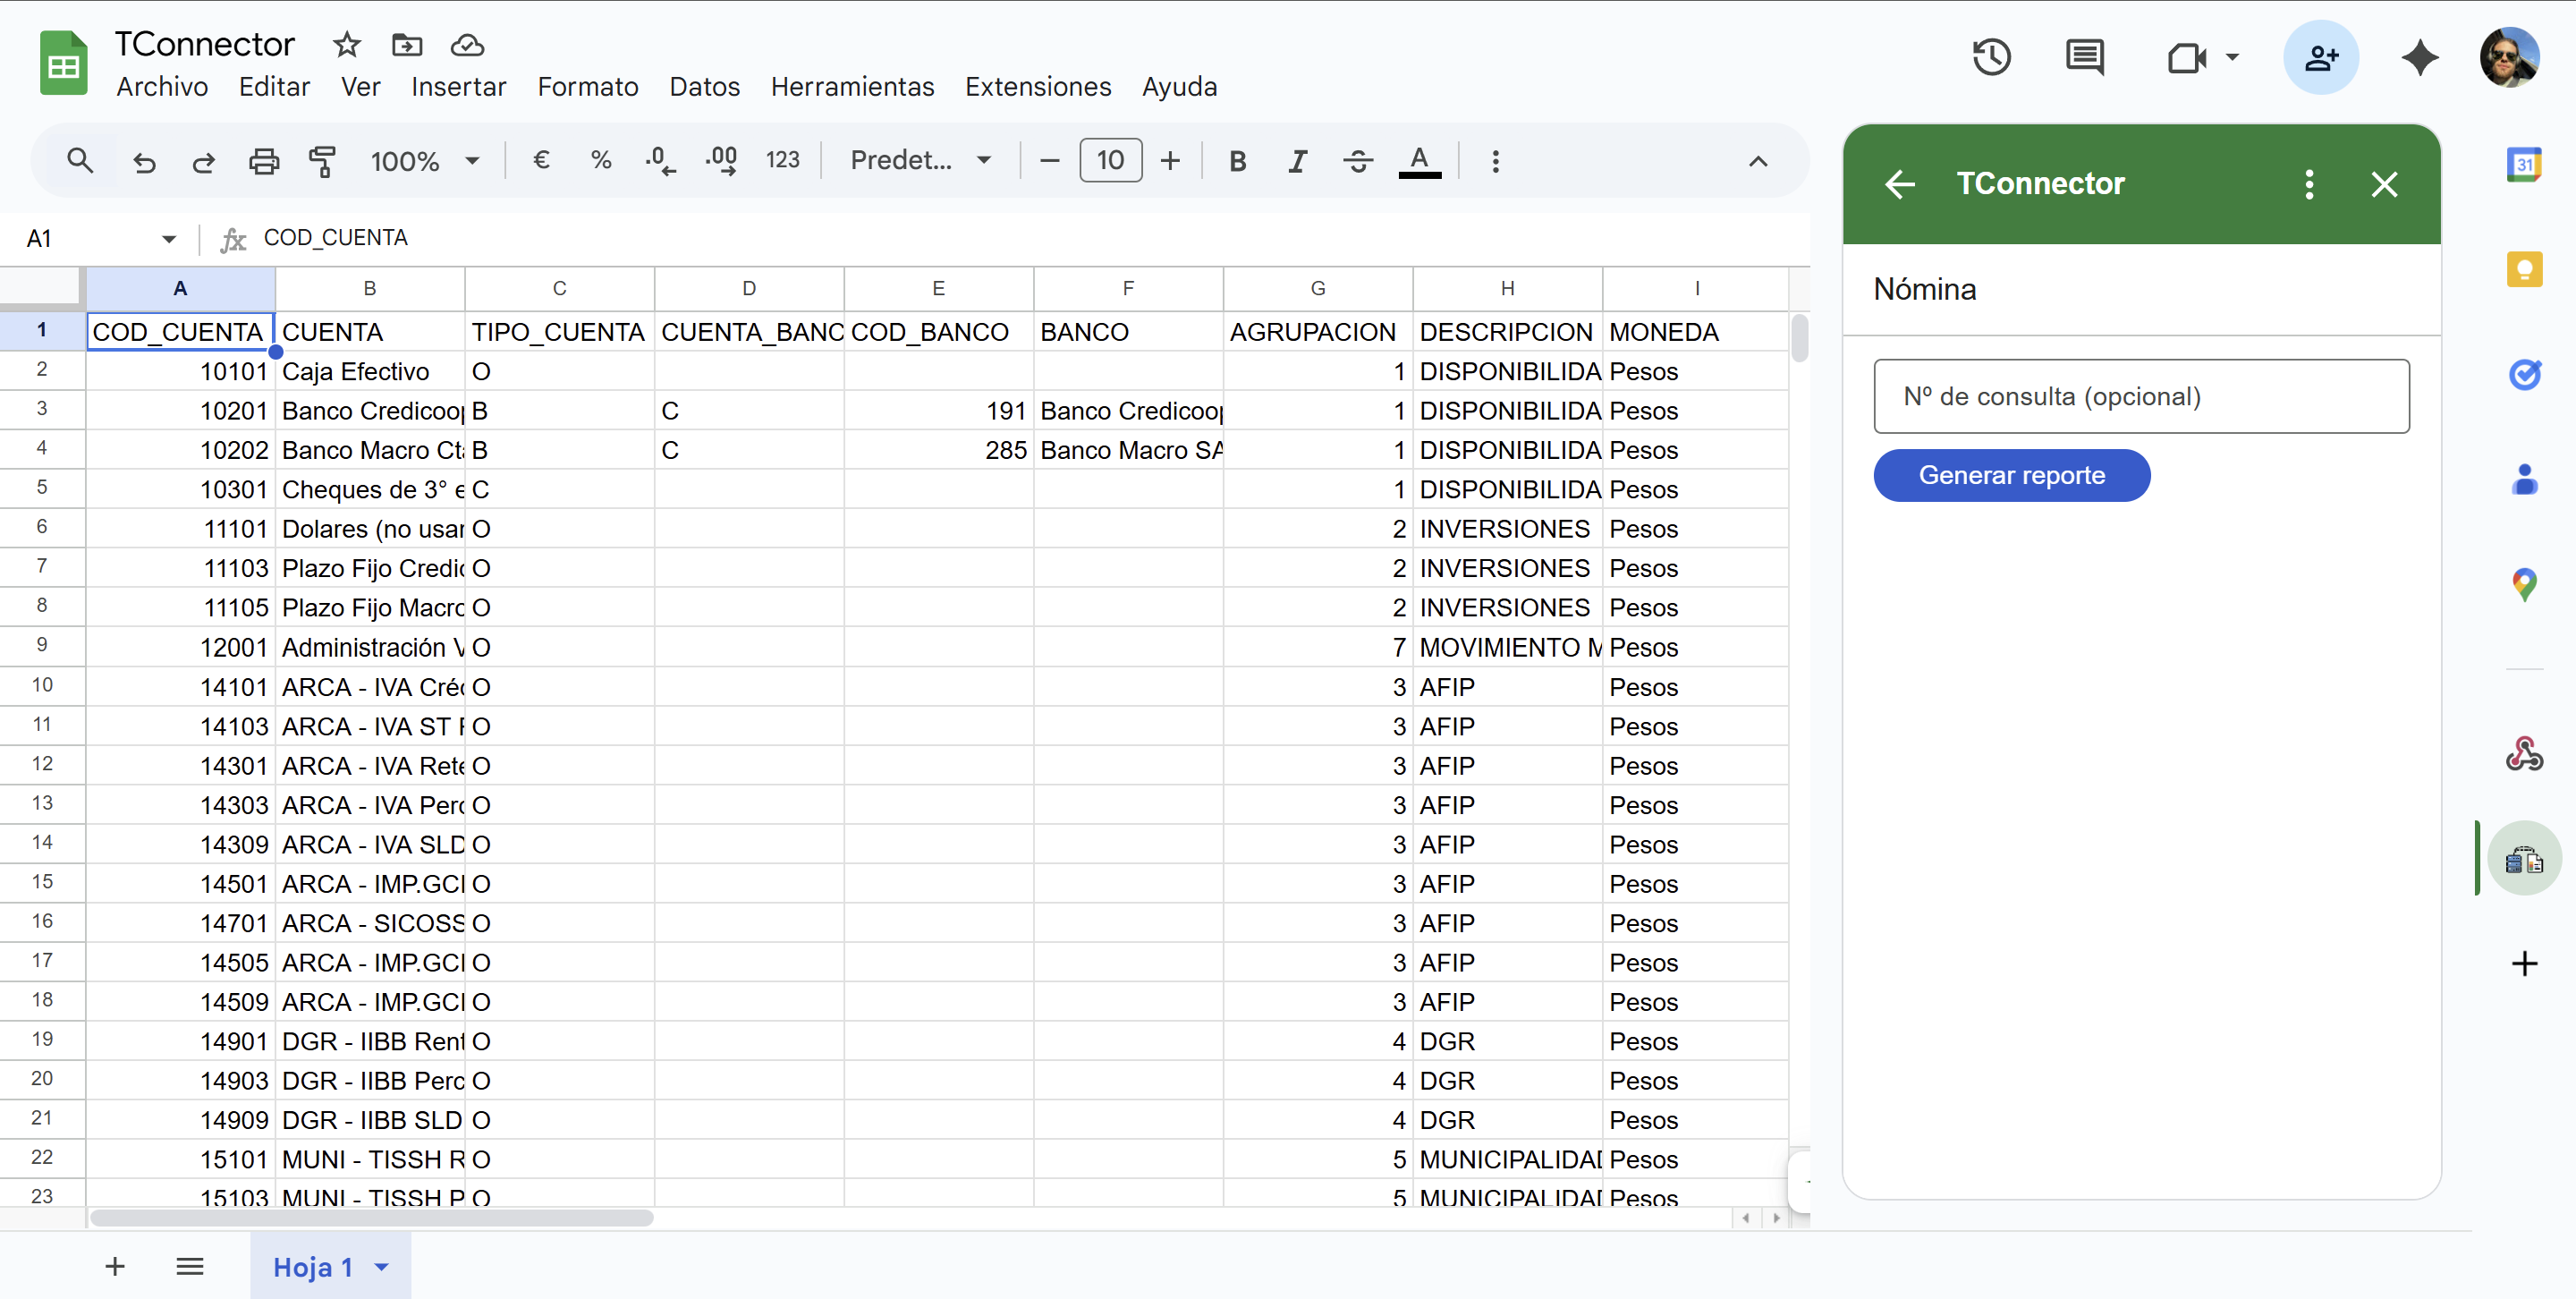 TConnector
Archivo Editar Ver Insertar Formato Datos Herramientas Extensiones Ayuda
100% € % .0 .00 123 Predet... 10 B I A
A1 COD_CUENTA
A B C D E F G H I
1 COD_CUENTA CUENTA TIPO_CUENTA CUENTA_BANC COD_BANCO BANCO AGRUPACION DESCRIPCION MONEDA
2 10101 Caja Efectivo O 1 DISPONIBILIDA Pesos
3 10201 Banco Credicoop B C 191 Banco Credicoop 1 DISPONIBILIDA Pesos
4 10202 Banco Macro Cta B C 285 Banco Macro SA 1 DISPONIBILIDA Pesos
5 10301 Cheques de 3° e C 1 DISPONIBILIDA Pesos
6 11101 Dolares (no usar O 2 INVERSIONES Pesos
7 11103 Plazo Fijo Credic O 2 INVERSIONES Pesos
8 11105 Plazo Fijo Macro O 2 INVERSIONES Pesos
9 12001 Administración V O 7 MOVIMIENTO M Pesos
10 14101 ARCA - IVA Créd O 3 AFIP Pesos
11 14103 ARCA - IVA ST O 3 AFIP Pesos
12 14301 ARCA - IVA Rete O 3 AFIP Pesos
13 14303 ARCA - IVA Perc O 3 AFIP Pesos
14 14309 ARCA - IVA SLD O 3 AFIP Pesos
15 14501 ARCA - IMP.GCI O 3 AFIP Pesos
16 14701 ARCA - SICOSS O 3 AFIP Pesos
17 14505 ARCA - IMP.GCI O 3 AFIP Pesos
18 14509 ARCA - IMP.GCI O 3 AFIP Pesos
19 14901 DGR - IIBB Rent O 4 DGR Pesos
20 14903 DGR - IIBB Perc O 4 DGR Pesos
21 14909 DGR - IIBB SLD O 4 DGR Pesos
22 15101 MUNI - TISSH R O 5 MUNICIPALIDAD Pesos
23 15103 MUNI - TISSH P O 5 MUNICIPALIDAD Pesos
Hoja 1
TConnector
Nómina
Nº de consulta (opcional)
Generar reporte
31